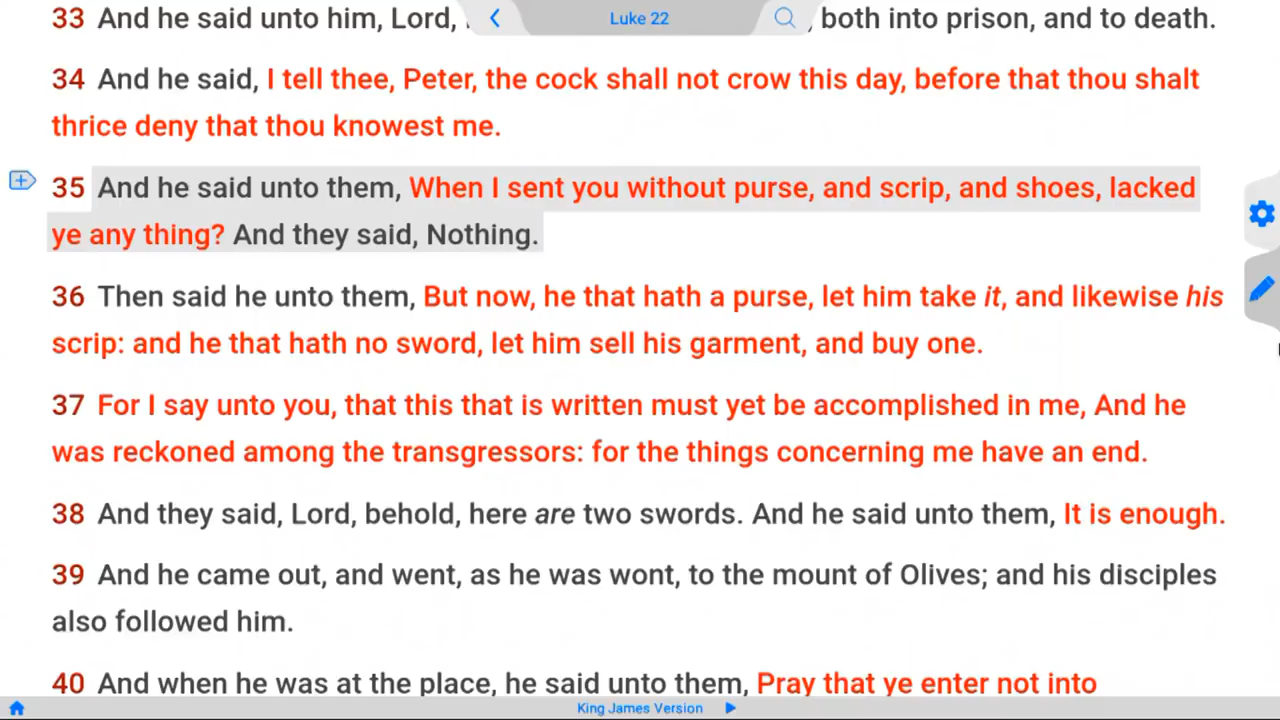 Luke 22
33 And he said unto him, Lord, both into prison, and to death.
34 And he said, I tell thee, Peter, the cock shall not crow this day, before that thou shalt
thrice deny that thou knowest me.
35 And he said unto them, When I sent you without purse, and scrip, and shoes, lacked
ye any thing? And they said, Nothing.
36 Then said he unto them, But now, he that hath a purse, let him take it, and likewise his
scrip: and he that hath no sword, let him sell his garment, and buy one.
37 For I say unto you, that this that is written must yet be accomplished in me, And he
was reckoned among the transgressors: for the things concerning me have an end.
38 And they said, Lord, behold, here are two swords. And he said unto them, It is enough.
39 And he came out, and went, as he was wont, to the mount of Olives; and his disciples
also followed him.
40 And when he was at the place, he said unto them, Pray that ye enter not into
King James Version